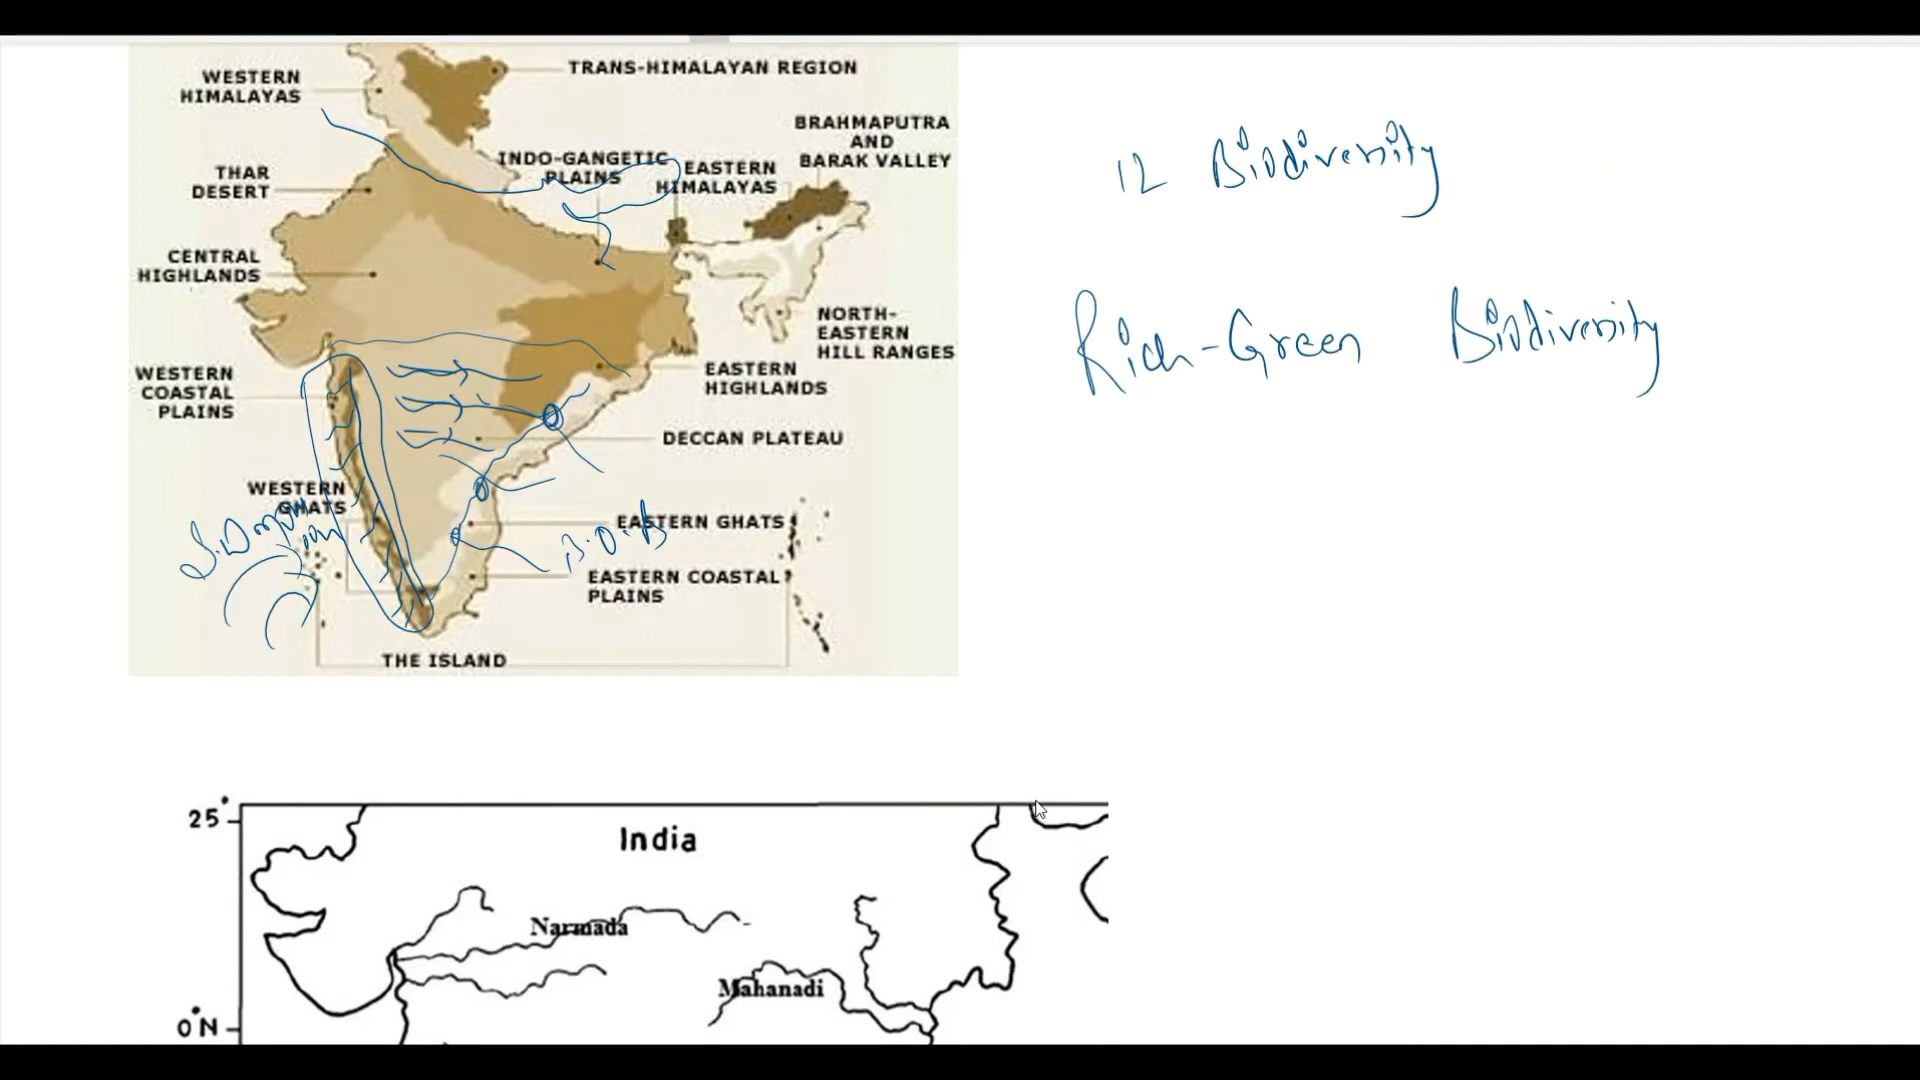 WESTERN
HIMALAYAS
TRANS-HIMALAYAN REGION
BRAHMAPUTRA
AND
BARAK VALLEY
INDO-GANGETIC
PLAINS
EASTERN
HIMALAYAS
THAR
DESERT
CENTRAL
HIGHLANDS
NORTH-
EASTERN
HILL RANGES
WESTERN
COASTAL
PLAINS
EASTERN
HIGHLANDS
DECCAN PLATEAU
WESTERN
GHATS
EASTERN GHATS
B.O.B
EASTERN COASTAL
PLAINS
THE ISLAND
12 Biodiversity
Rich-Green Biodiversity
25°
India
Narmada
Mahanadi
0°N